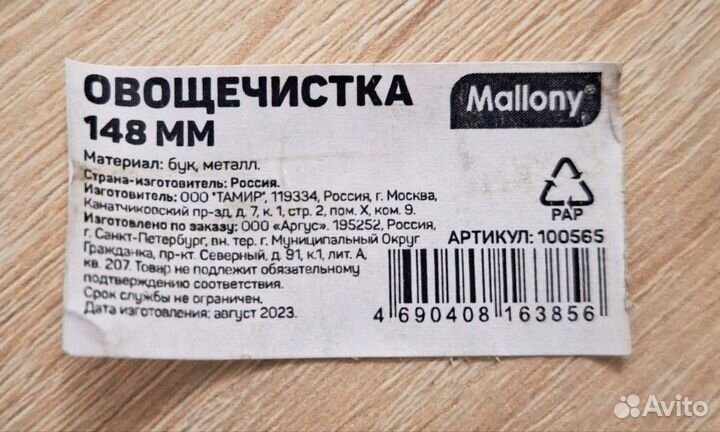 ОВОЩЕЧИСТКА
148 ММ
Mallony®
Материал: бук, металл.
Страна-изготовитель: Россия.
Изготовитель: ООО "ТАМИР", 119334, Россия, г. Москва,
Канатчиковский пр-зд, д. 7, к. 1, стр. 2, пом. X, ком. 9.
Изготовлено по заказу: ООО «Аргус». 195252, Россия,
г. Санкт-Петербург, вн. тер. г. Муниципальный Округ
Гражданка, пр-кт. Северный, д. 91, к.1, лит. А,
кв. 207. Товар не подлежит обязательному
подтверждению соответствия.
Срок службы не ограничен.
Дата изготовления: август 2023.
PAP
АРТИКУЛ: 100565
4 690408 163856
Avito